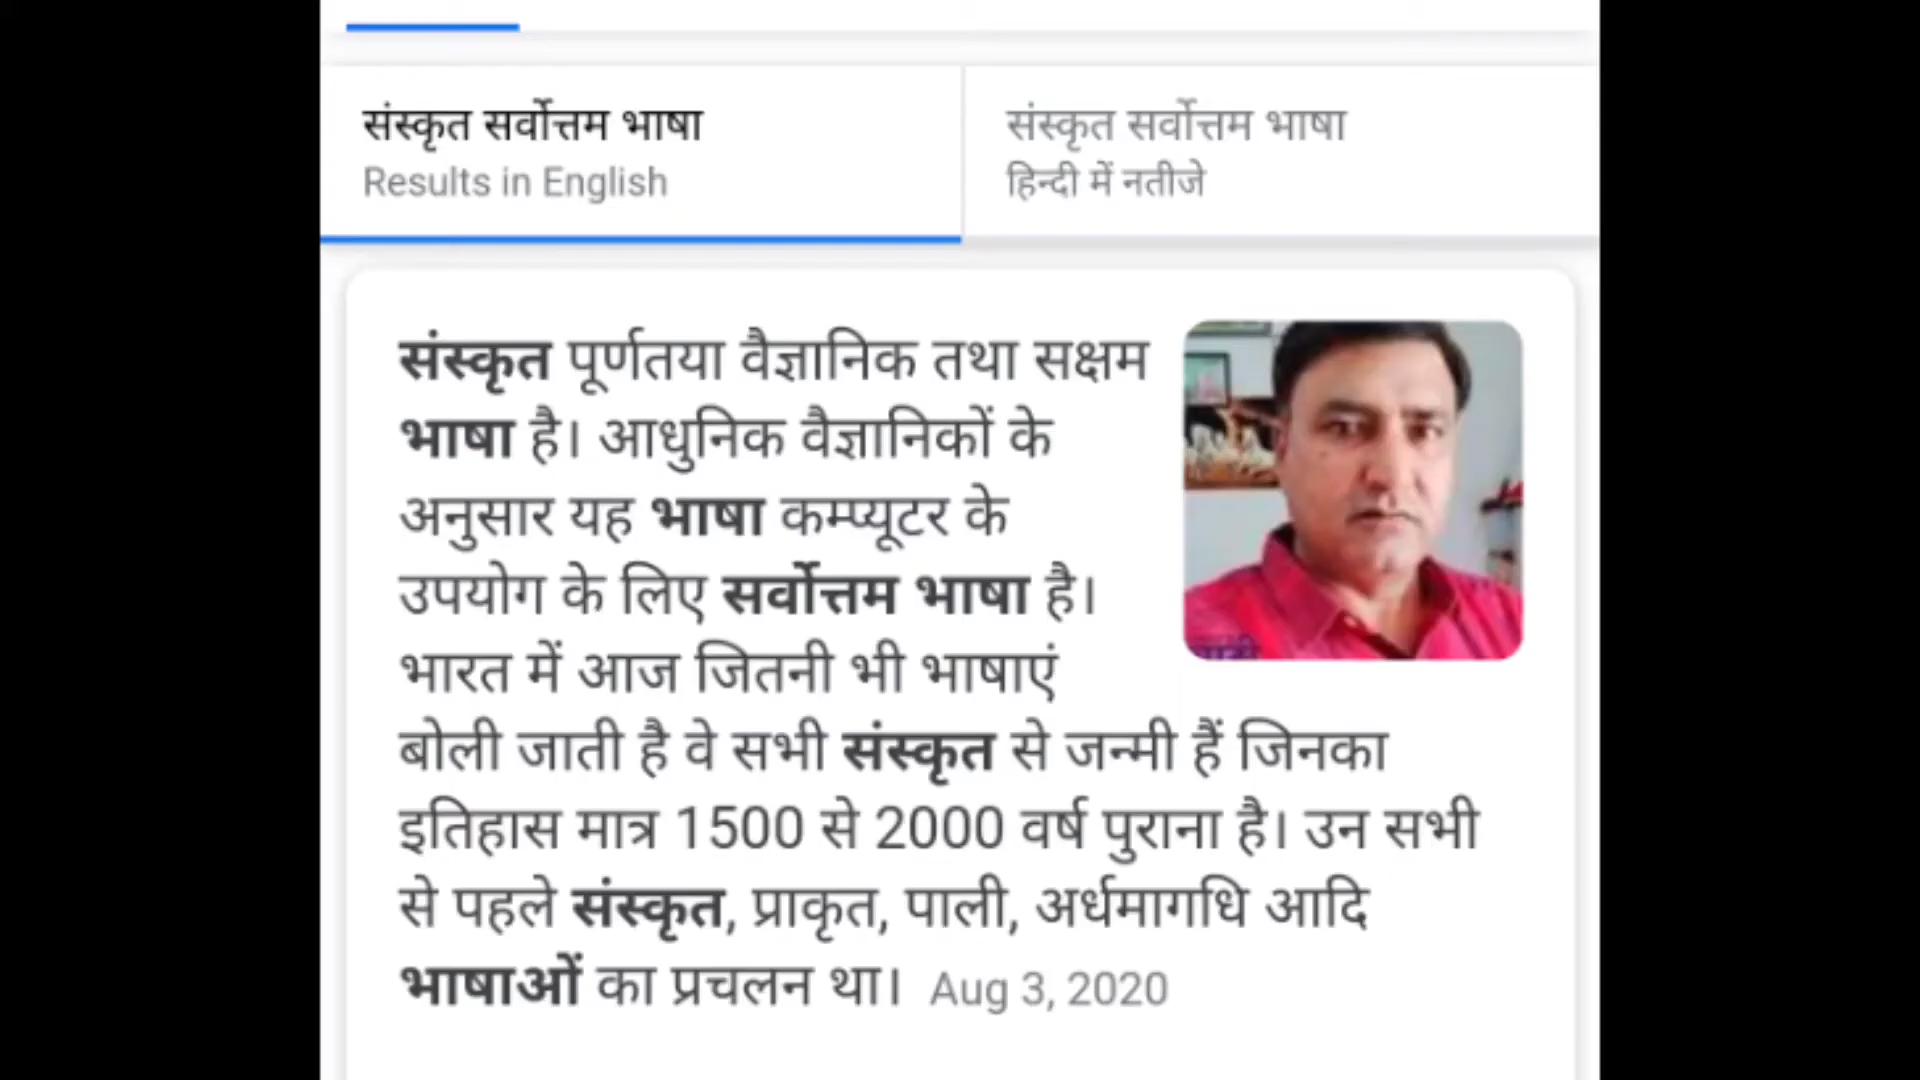 संस्कृत सर्वोत्तम भाषा
Results in English
संस्कृत सर्वोत्तम भाषा
हिन्दी में नतीजे
संस्कृत पूर्णतया वैज्ञानिक तथा सक्षम
भाषा है। आधुनिक वैज्ञानिकों के
अनुसार यह भाषा कम्प्यूटर के
उपयोग के लिए सर्वोत्तम भाषा है।
भारत में आज जितनी भी भाषाएं
बोली जाती है वे सभी संस्कृत से जन्मी हैं जिनका
इतिहास मात्र 1500 से 2000 वर्ष पुराना है। उन सभी
से पहले संस्कृत, प्राकृत, पाली, अर्धमागधि आदि
भाषाओं का प्रचलन था। Aug 3, 2020